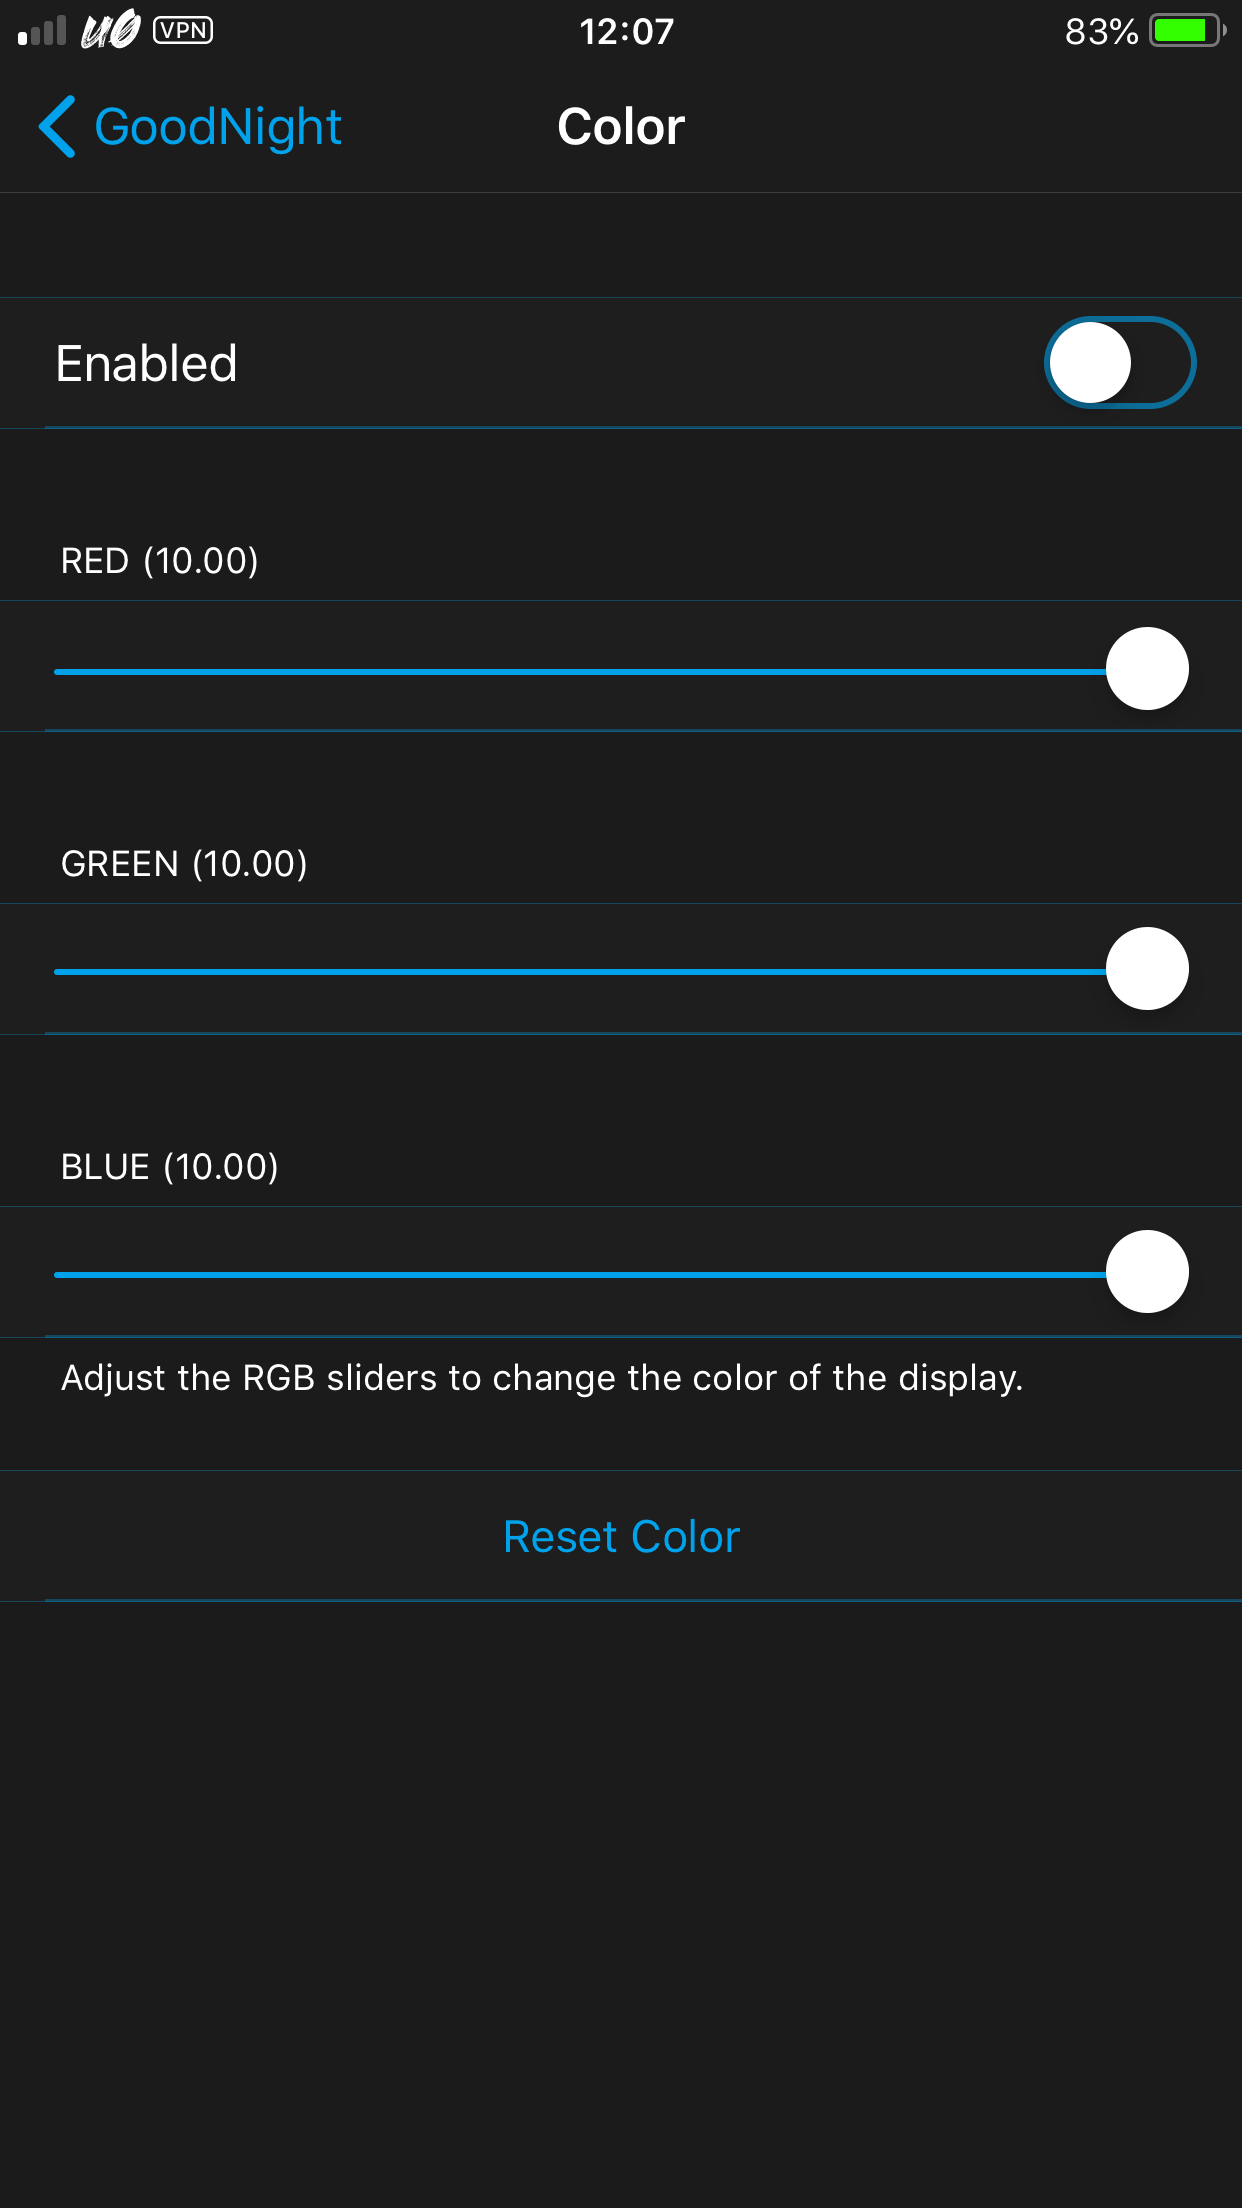 UO VPN 12:07 83%
GoodNight Color
Enabled
RED (10.00)
GREEN (10.00)
BLUE (10.00)
Adjust the RGB sliders to change the color of the display.
Reset Color